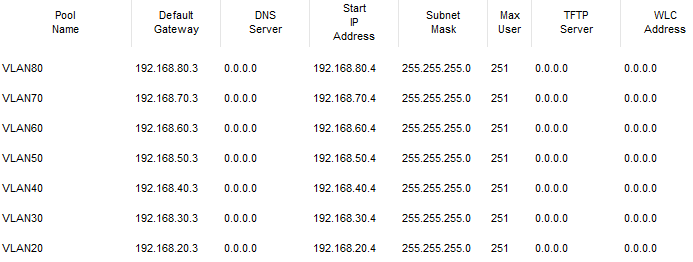 Pool Name Default Gateway DNS Server Start IP Address Subnet Mask Max User TFTP Server WLC Address
VLAN80 192.168.80.3 0.0.0.0 192.168.80.4 255.255.255.0 251 0.0.0.0 0.0.0.0
VLAN70 192.168.70.3 0.0.0.0 192.168.70.4 255.255.255.0 251 0.0.0.0 0.0.0.0
VLAN60 192.168.60.3 0.0.0.0 192.168.60.4 255.255.255.0 251 0.0.0.0 0.0.0.0
VLAN50 192.168.50.3 0.0.0.0 192.168.50.4 255.255.255.0 251 0.0.0.0 0.0.0.0
VLAN40 192.168.40.3 0.0.0.0 192.168.40.4 255.255.255.0 251 0.0.0.0 0.0.0.0
VLAN30 192.168.30.3 0.0.0.0 192.168.30.4 255.255.255.0 251 0.0.0.0 0.0.0.0
VLAN20 192.168.20.3 0.0.0.0 192.168.20.4 255.255.255.0 251 0.0.0.0 0.0.0.0